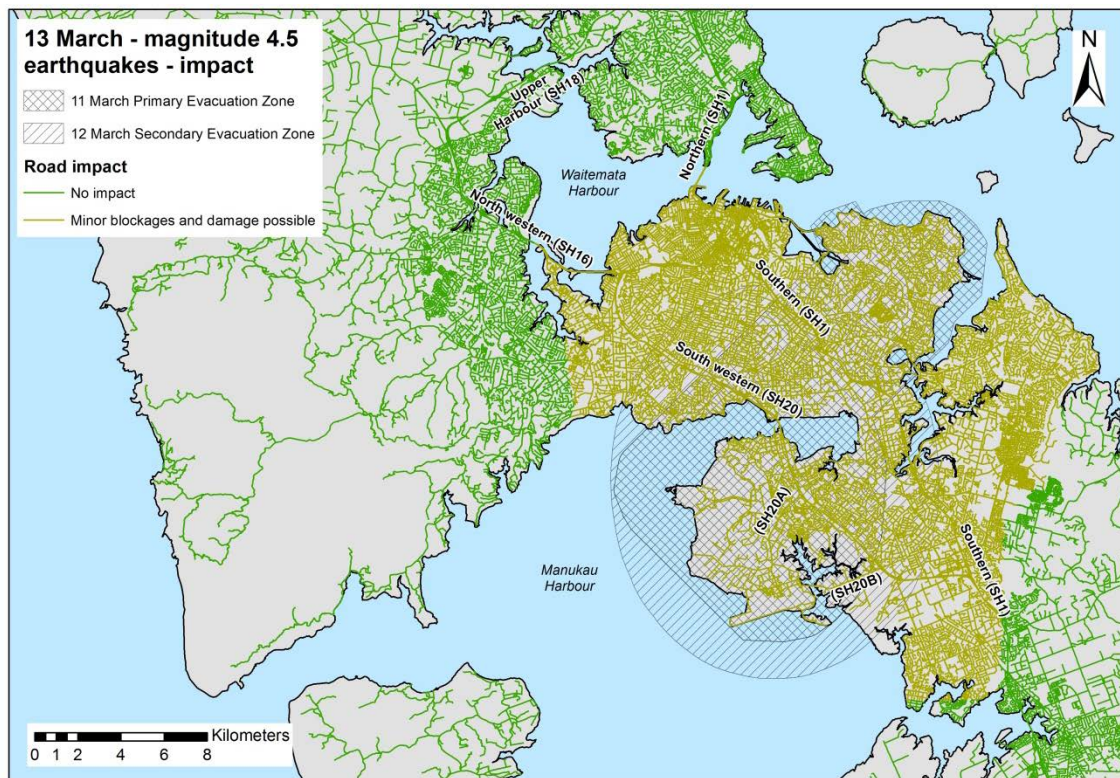 13 March - magnitude 4.5
earthquakes - impact
11 March Primary Evacuation Zone
12 March Secondary Evacuation Zone
Road impact
No impact
Minor blockages and damage possible
N
Upper
Harbour (SH18)
Northern (SH1)
Waitemata
Harbour
North western (SH16)
Southern (SH1)
South western (SH20)
(SH20A)
(SH20B)
Southern (SH1)
Manukau
Harbour
Kilometers
0 1 2 4 6 8